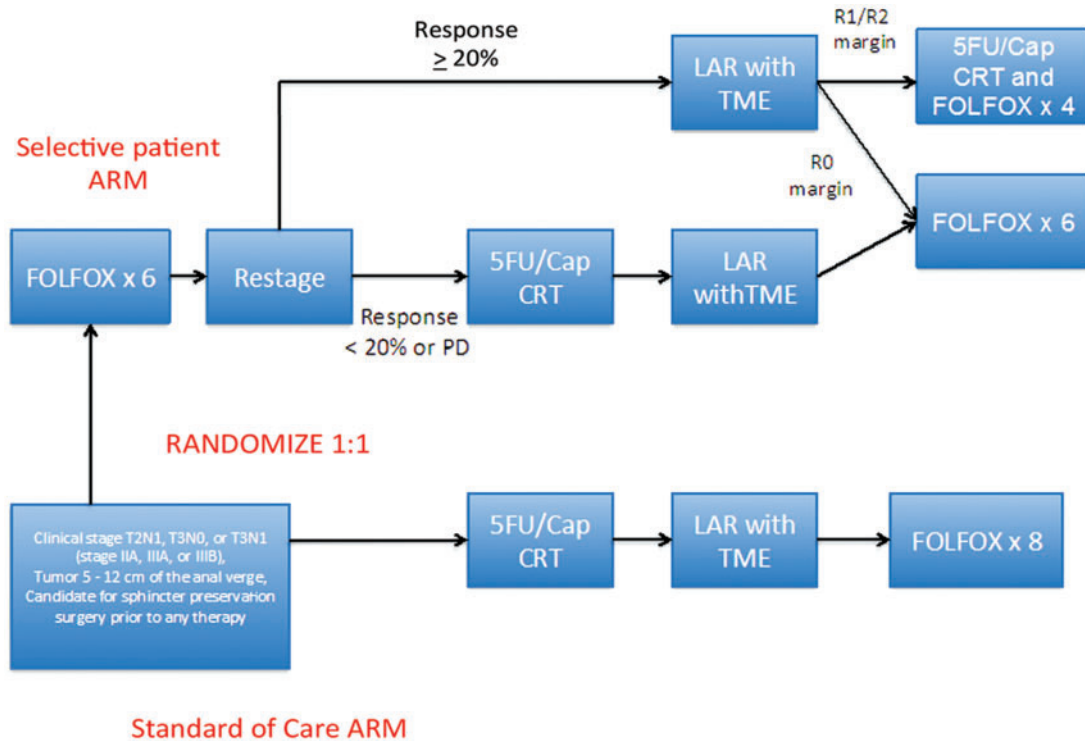 Response
≥ 20%
LAR with
TME
R1/R2
margin
5FU/Cap
CRT and
FOLFOX x 4
Selective patient
ARM
R0
margin
FOLFOX x 6
FOLFOX x 6
Restage
5FU/Cap
CRT
LAR
withTME
Response
< 20% or PD
RANDOMIZE 1:1
Clinical stage T2N1, T3N0, or T3N1
(stage IIA, IIIA, or IIIB),
Tumor 5 - 12 cm of the anal verge,
Candidate for sphincter preservation
surgery prior to any therapy
5FU/Cap
CRT
LAR with
TME
FOLFOX x 8
Standard of Care ARM